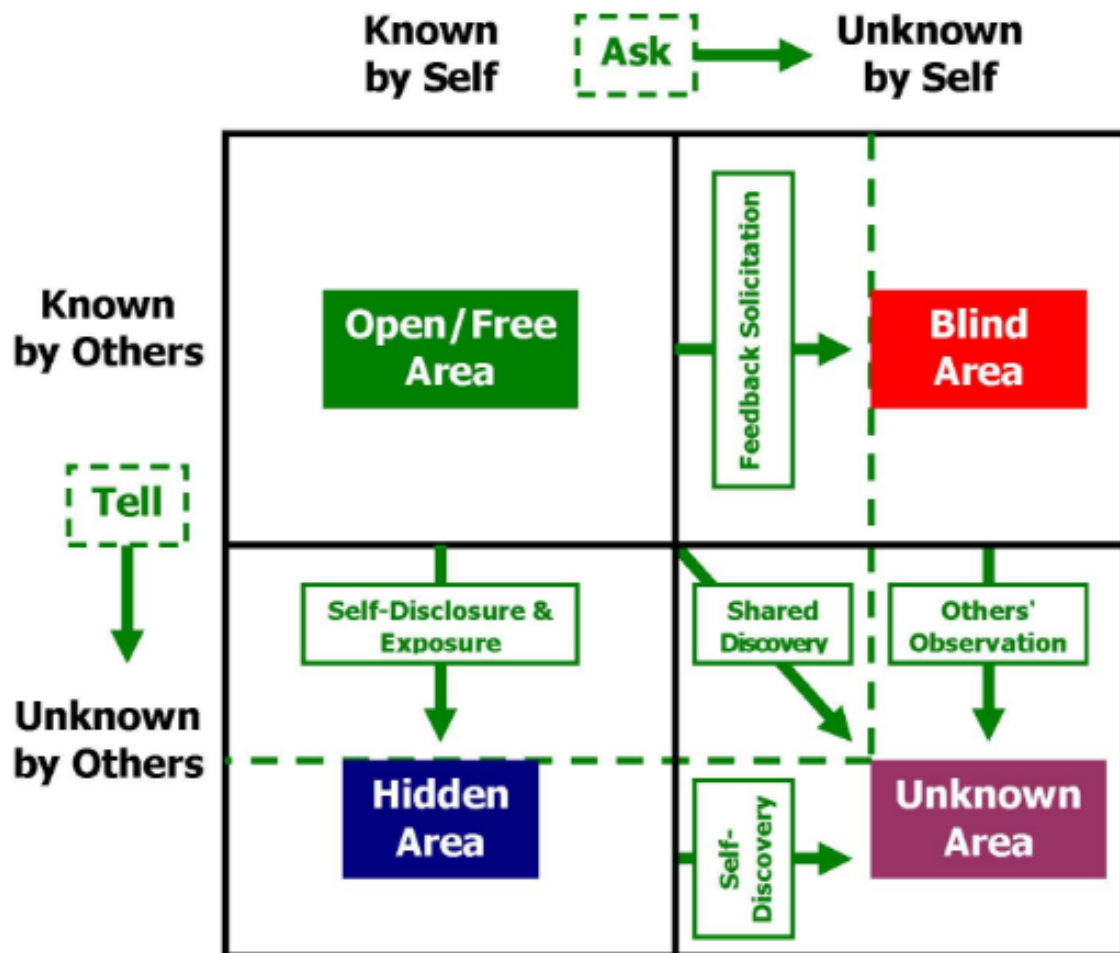 Known
by Self
Ask
Unknown
by Self
Known
by Others
Open/Free
Area
Feedback Solicitation
Blind
Area
Tell
Self-Disclosure &
Exposure
Shared
Discovery
Others'
Observation
Unknown
by Others
Hidden
Area
Self-
Discovery
Unknown
Area